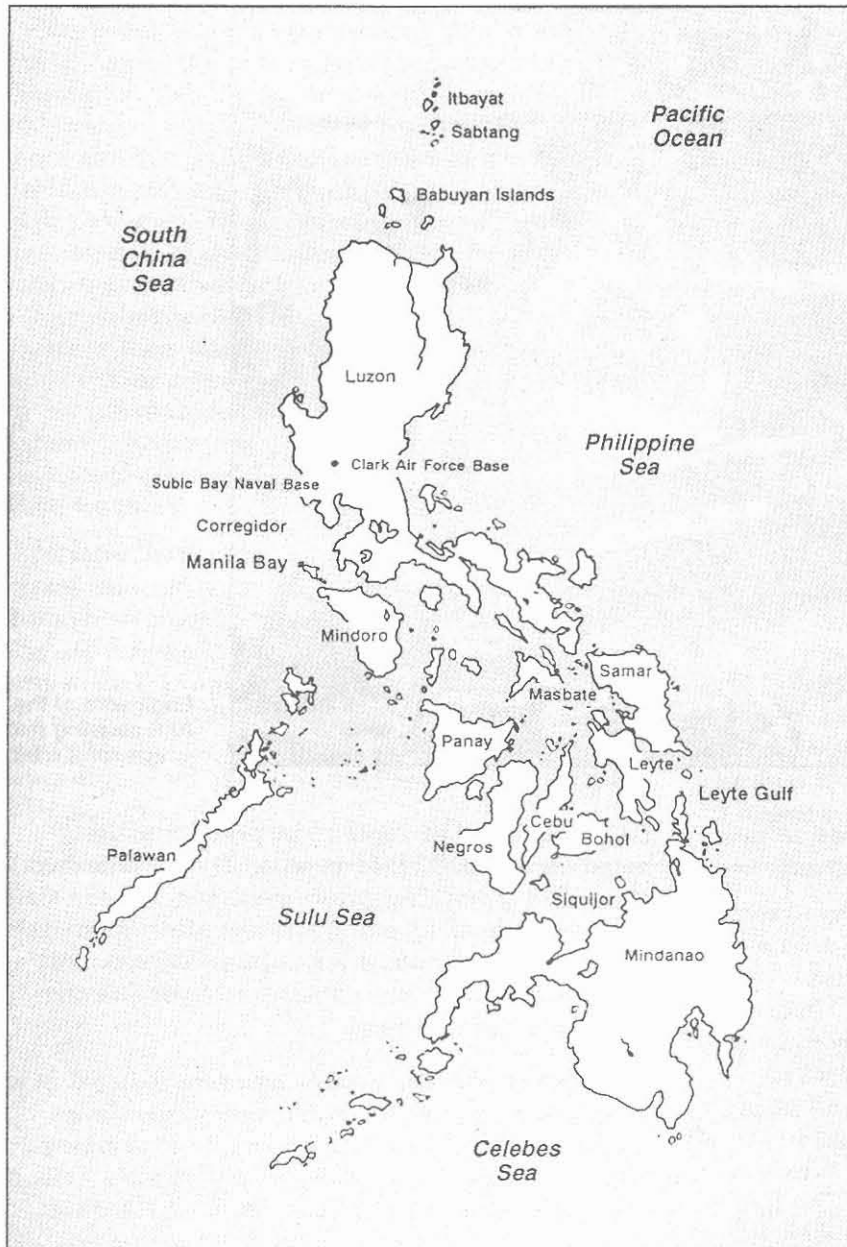 Itbayat
Sabtang
Pacific
Ocean
Babuyan Islands
South
China
Sea
Luzon
Philippine
Sea
Clark Air Force Base
Subic Bay Naval Base
Corregidor
Manila Bay
Mindoro
Samar
Masbate
Panay
Leyte
Leyte Gulf
Cebu
Negros
Bohol
Palawan
Siquijor
Sulu Sea
Mindanao
Celebes
Sea